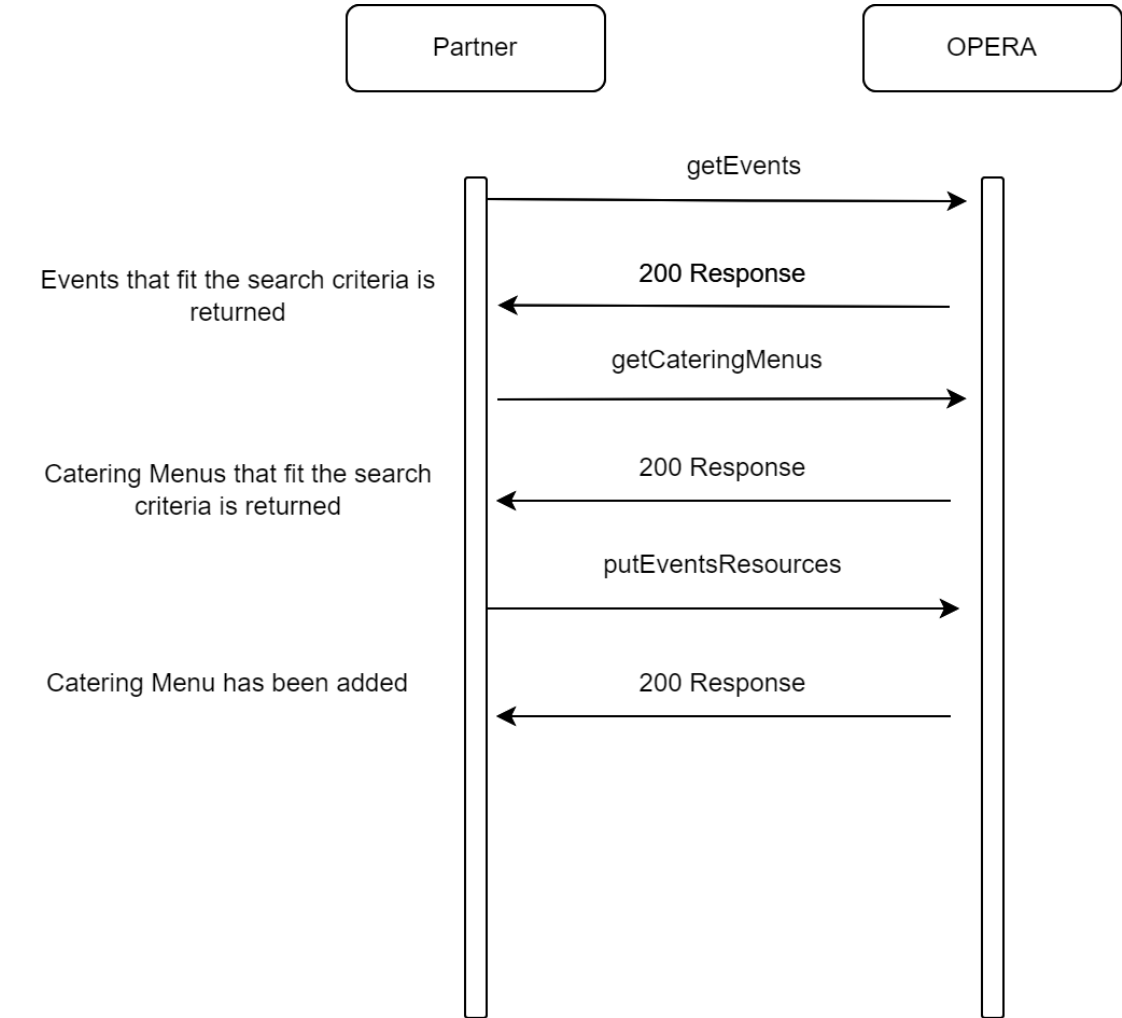 Partner
OPERA
getEvents
Events that fit the search criteria is
returned
200 Response
getCateringMenus
Catering Menus that fit the search
criteria is returned
200 Response
putEventsResources
Catering Menu has been added
200 Response